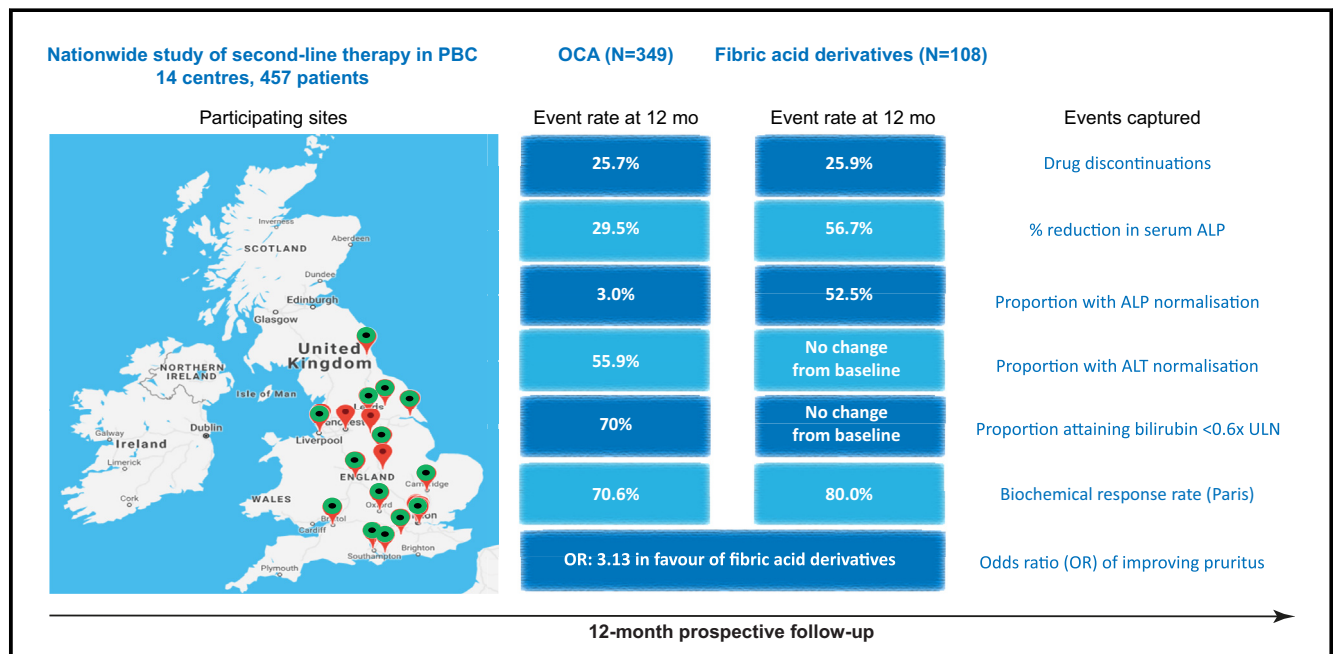 Nationwide study of second-line therapy in PBC
14 centres, 457 patients
OCA (N=349)
Fibric acid derivatives (N=108)
Participating sites
Event rate at 12 mo
Event rate at 12 mo
Events captured
25.7%
25.9%
Drug discontinuations
29.5%
56.7%
% reduction in serum ALP
3.0%
52.5%
Proportion with ALP normalisation
55.9%
No change
from baseline
Proportion with ALT normalisation
70%
No change
from baseline
Proportion attaining bilirubin <0.6x ULN
70.6%
80.0%
Biochemical response rate (Paris)
OR: 3.13 in favour of fibric acid derivatives
Odds ratio (OR) of improving pruritus
Inverness
Aberdeen
SCOTLAND
Dundee
Edinburgh
Glasgow
United
Kingdom
NORTHERN
IRELAND
Isle of Man
Dublin
Galway
Ireland
Limerick
Cork
Liverpool
ENGLAND
WALES
Cardiff
Southampton
Brighton
Plymouth
12-month prospective follow-up